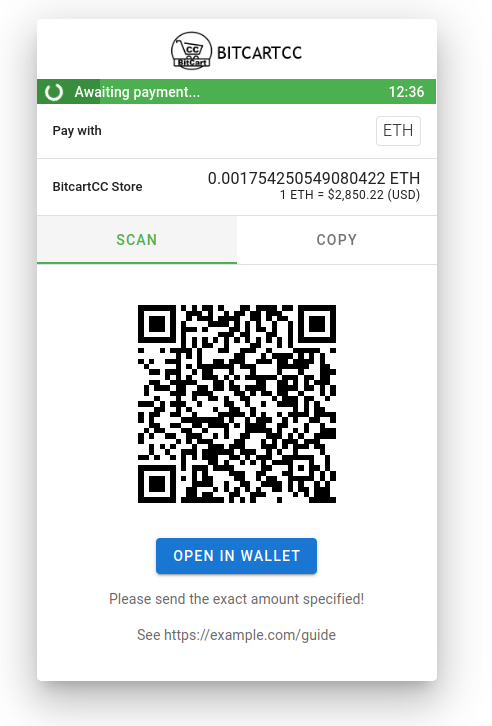 CC
BitCart
BITCARTCC
Awaiting payment... 12:36
Pay with ETH
BitcartCC Store 0.001754250549080422 ETH
1 ETH = $2,850.22 (USD)
SCAN COPY
OPEN IN WALLET
Please send the exact amount specified!
See https://example.com/guide